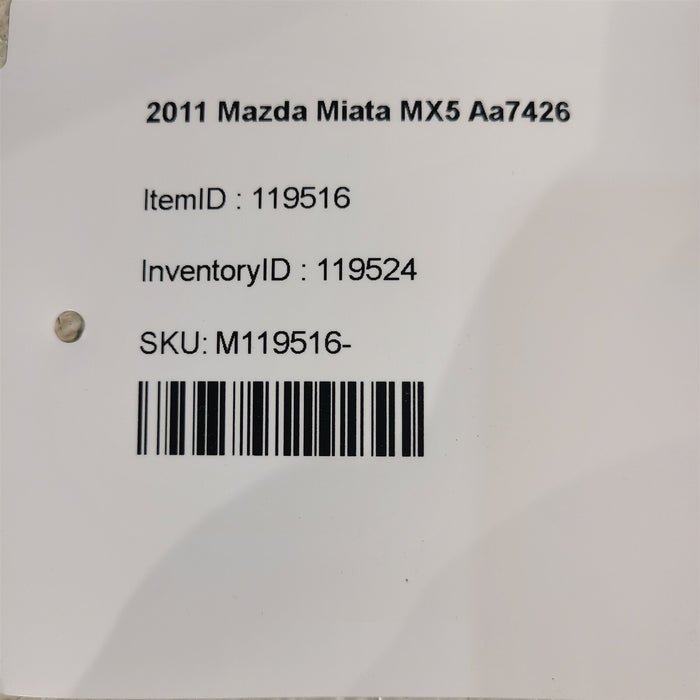 2011 Mazda Miata MX5 Aa7426
ItemID : 119516
InventoryID : 119524
SKU: M119516-